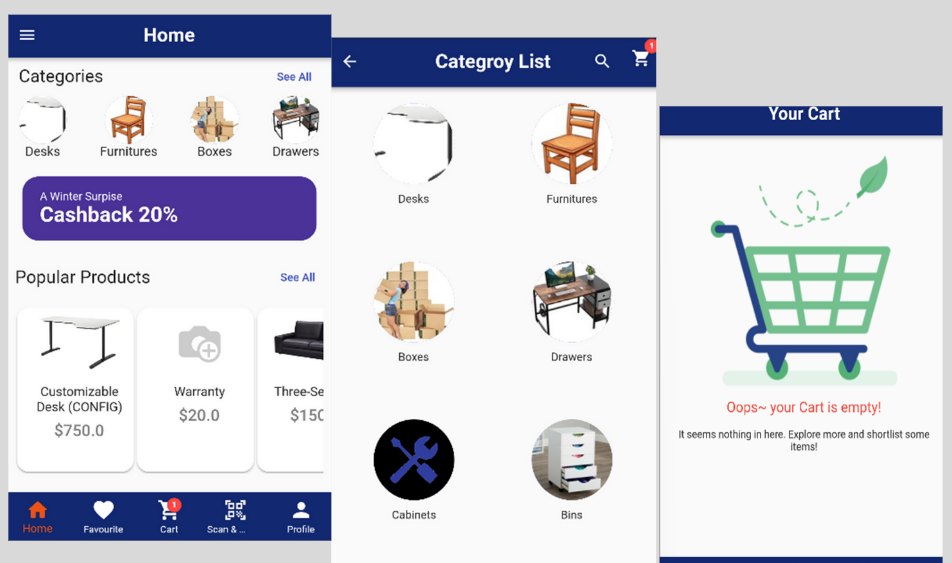 Home
Categories
See All
Desks
Furnitures
Boxes
Drawers
A Winter Surpise
Cashback 20%
Popular Products
See All
Customizable
Desk (CONFIG)
$750.0
Warranty
$20.0
Three-Se
$150
Home
Favourite
1
Cart
Scan & ...
Profile
Categroy List
1
Desks
Furnitures
Boxes
Drawers
Cabinets
Bins
Your Cart
Oops~ your Cart is empty!
It seems nothing in here. Explore more and shortlist some
items!